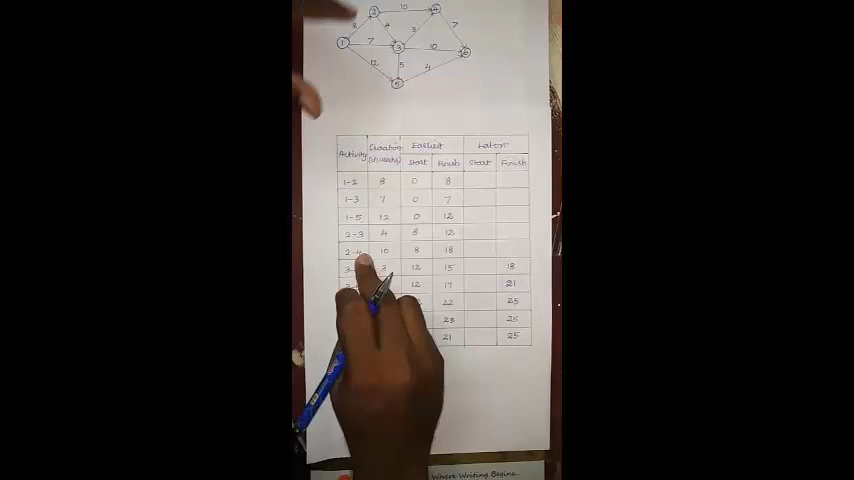 2 10 4
8 4 3 7
1 7 3 10 6
12 5 4
5
Activity Duration (in weeks) Earliest Latest
Start Finish Start Finish
1-2 8 0 8
1-3 7 0 7
1-5 12 0 12
2-3 4 8 12
2-4 10 8 18
3 12 15 18
12 17 21
22 25
25 25
21 25
Where Writing Begins